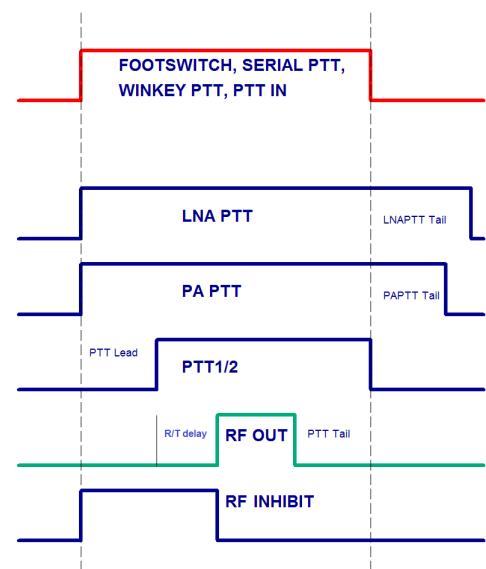 FOOTSWITCH, SERIAL PTT,
WINKEY PTT, PTT IN
LNA PTT
LNAPTT Tail
PA PTT
PAPTT Tail
PTT Lead
PTT1/2
R/T delay
RF OUT
PTT Tail
RF INHIBIT